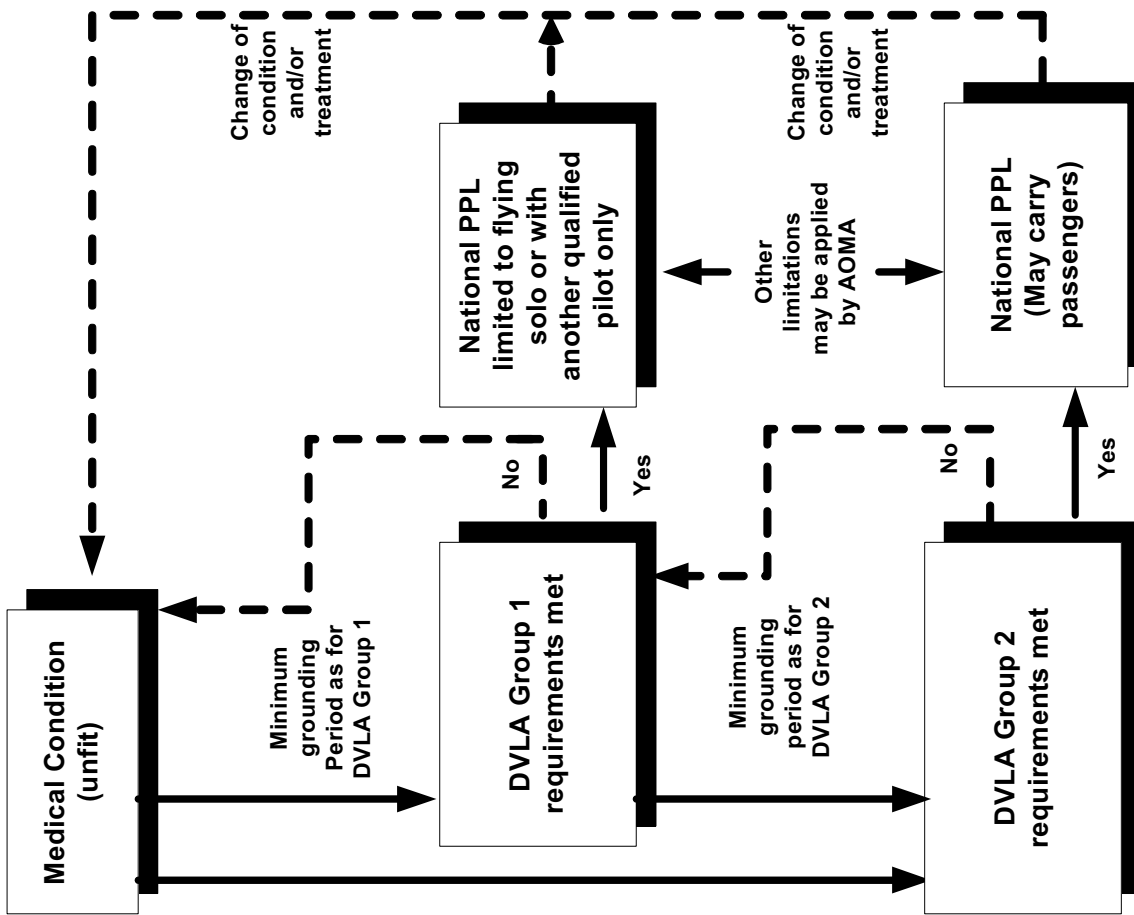 Medical Condition
(unfit)
Minimum
grounding
Period as for
DVLA Group 1
DVLA Group 1
requirements met
No
Yes
National PPL
limited to flying
solo or with
another qualified
pilot only
Change of
condition
and/or
treatment
Minimum
grounding
period as for
DVLA Group 2
Other
limitations
may be applied
by AOMA
DVLA Group 2
requirements met
No
Yes
National PPL
(May carry
passengers)
Change of
condition
and/or
treatment